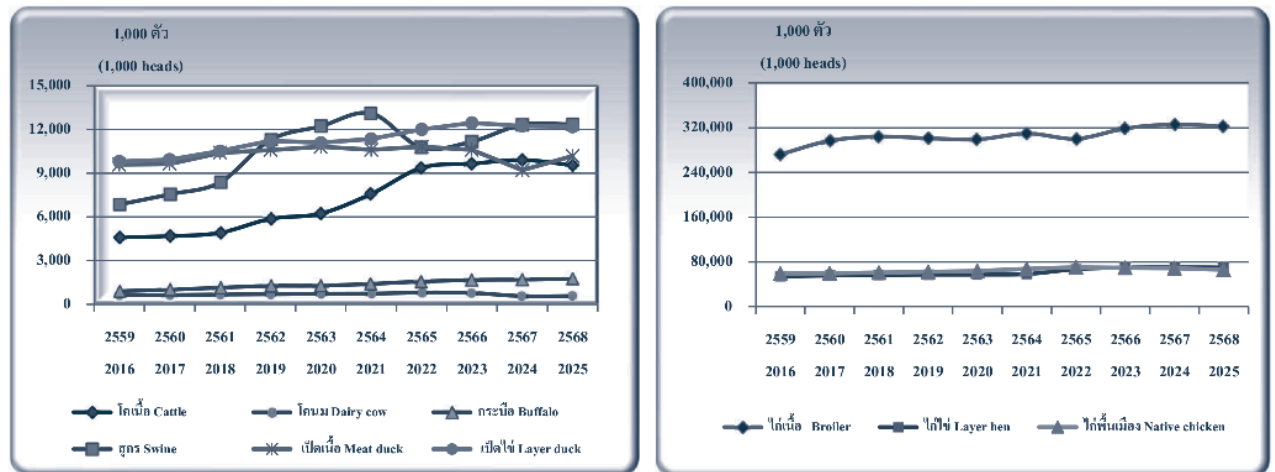 1,000 ตัว
(1,000 heads)
15,000
12,000
9,000
6,000
3,000
0
2559 2560 2561 2562 2563 2564 2565 2566 2567 2568
2016 2017 2018 2019 2020 2021 2022 2023 2024 2025
โคเนื้อ Cattle โคนม Dairy cow กระบือ Buffalo
สุกร Swine เป็ดเนื้อ Meat duck เป็ดไข่ Layer duck
1,000 ตัว
(1,000 heads)
400,000
320,000
240,000
160,000
80,000
0
2559 2560 2561 2562 2563 2564 2565 2566 2567 2568
2016 2017 2018 2019 2020 2021 2022 2023 2024 2025
ไก่เนื้อ Broiler ไก่ไข่ Layer hen ไก่พื้นเมือง Native chicken